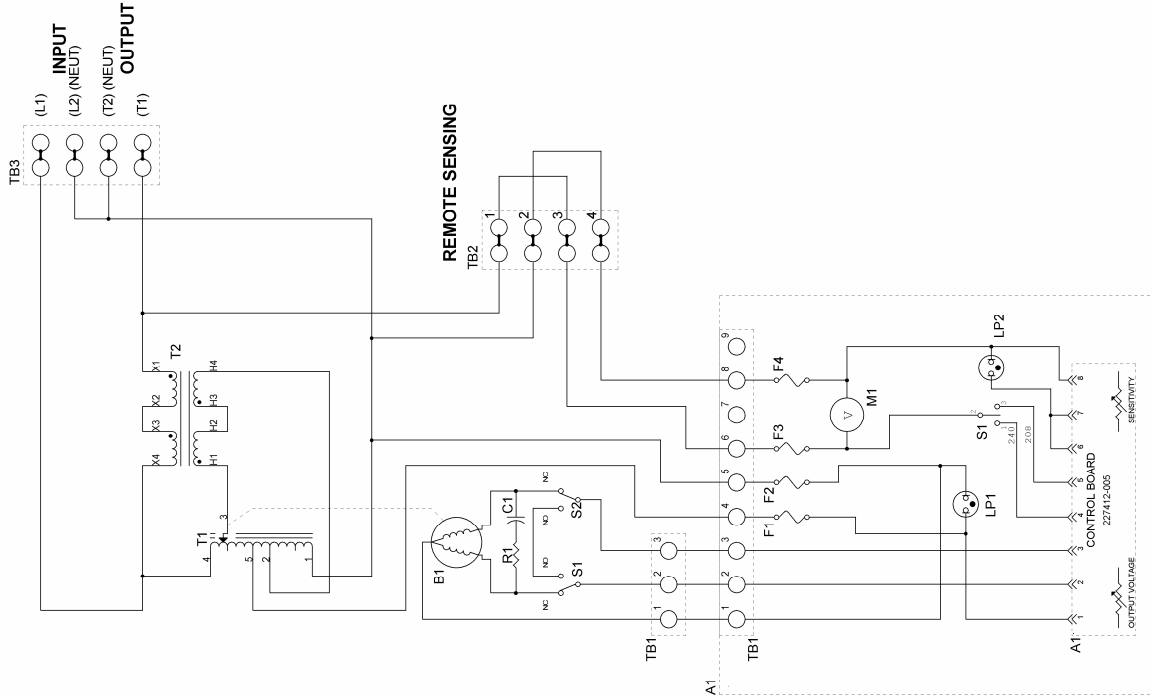 TB3
(L1)
INPUT
(L2) (NEUT)
(T2) (NEUT)
OUTPUT
(T1)
REMOTE SENSING
TB2
1
2
3
4
X4
X3
X2
X1
T2
H1
H2
H3
H4
T1
3
4
5
2
1
B1
R1
C1
NC
NO
S1
NO
NC
S2
TB1
1
2
3
A1
TB1
1
2
3
4
5
6
7
8
9
F1
F2
F3
F4
M1
V
LP1
LP2
S1
2
1
3
240
208
A1
1
2
3
4
5
6
7
8
OUTPUT VOLTAGE
CONTROL BOARD
227412-005
SENSITIVITY